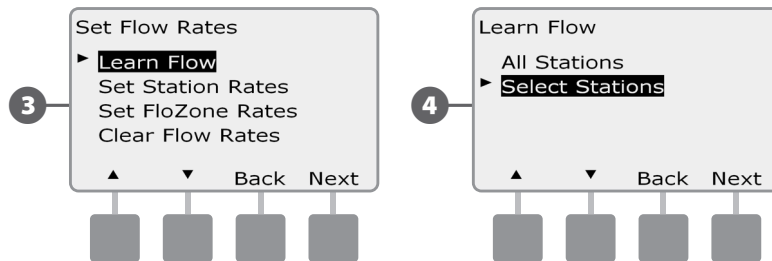 3
Set Flow Rates
► Learn Flow
Set Station Rates
Set FloZone Rates
Clear Flow Rates
▲ ▼ Back Next
4
Learn Flow
All Stations
► Select Stations
▲ ▼ Back Next